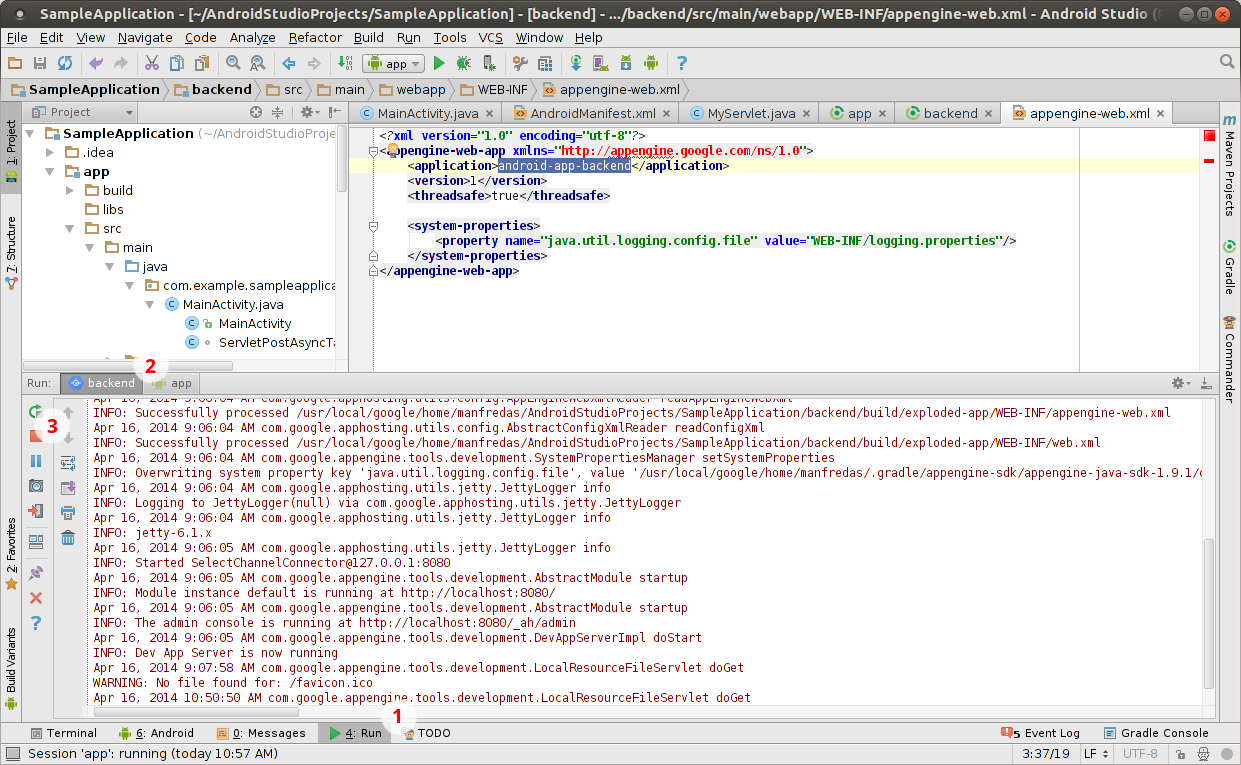 SampleApplication - [~/AndroidStudioProjects/SampleApplication] - [backend] - .../backend/src/main/webapp/WEB-INF/appengine-web.xml - Android Studio
File Edit View Navigate Code Analyze Refactor Build Run Tools VCS Window Help
app
SampleApplication backend src main webapp WEB-INF appengine-web.xml
Project
MainActivity.java AndroidManifest.xml MyServlet.java app backend appengine-web.xml
1: Project
7: Structure
2: Favorites
Build Variants
SampleApplication (~/AndroidStudioProje
.idea
app
build
libs
src
main
java
com.example.sampleapplica
MainActivity.java
MainActivity
ServletPostAsyncTa
<?xml version="1.0" encoding="utf-8"?>
<appengine-web-app xmlns="http://appengine.google.com/ns/1.0">
<application>android-app-backend</application>
<version>1</version>
<threadsafe>true</threadsafe>
<system-properties>
<property name="java.util.logging.config.file" value="WEB-INF/logging.properties"/>
</system-properties>
</appengine-web-app>
Maven Projects
Gradle
Commander
2
Run: backend app
3
Apr 16, 2014 9:06:04 AM com.google.apphosting.utils.config.AppEngineWebXmlReader readAppEngineWebXml
INFO: Successfully processed /usr/local/google/home/manfredas/AndroidStudioProjects/SampleApplication/backend/build/exploded-app/WEB-INF/appengine-web.xml
Apr 16, 2014 9:06:04 AM com.google.apphosting.utils.config.AbstractConfigXmlReader readConfigXml
INFO: Successfully processed /usr/local/google/home/manfredas/AndroidStudioProjects/SampleApplication/backend/build/exploded-app/WEB-INF/web.xml
Apr 16, 2014 9:06:04 AM com.google.appengine.tools.development.SystemPropertiesManager setSystemProperties
INFO: Overwriting system property key 'java.util.logging.config.file', value '/usr/local/google/home/manfredas/.gradle/appengine-sdk/appengine-java-sdk-1.9.1/c
Apr 16, 2014 9:06:04 AM com.google.apphosting.utils.jetty.JettyLogger info
INFO: Logging to JettyLogger(null) via com.google.apphosting.utils.jetty.JettyLogger
Apr 16, 2014 9:06:04 AM com.google.apphosting.utils.jetty.JettyLogger info
INFO: jetty-6.1.x
Apr 16, 2014 9:06:05 AM com.google.apphosting.utils.jetty.JettyLogger info
INFO: Started SelectChannelConnector@127.0.0.1:8080
Apr 16, 2014 9:06:05 AM com.google.appengine.tools.development.AbstractModule startup
INFO: Module instance default is running at http://localhost:8080/
Apr 16, 2014 9:06:05 AM com.google.appengine.tools.development.AbstractModule startup
INFO: The admin console is running at http://localhost:8080/_ah/admin
Apr 16, 2014 9:06:05 AM com.google.appengine.tools.development.DevAppServerImpl doStart
INFO: Dev App Server is now running
Apr 16, 2014 9:07:58 AM com.google.appengine.tools.development.LocalResourceFileServlet doGet
WARNING: No file found for: /favicon.ico
Apr 16, 2014 10:50:50 AM com.google.appengine.tools.development.LocalResourceFileServlet doGet
1
Terminal 6: Android 0: Messages 4: Run TODO 5 Event Log Gradle Console
Session 'app': running (today 10:57 AM) 3:37/19 LF UTF-8